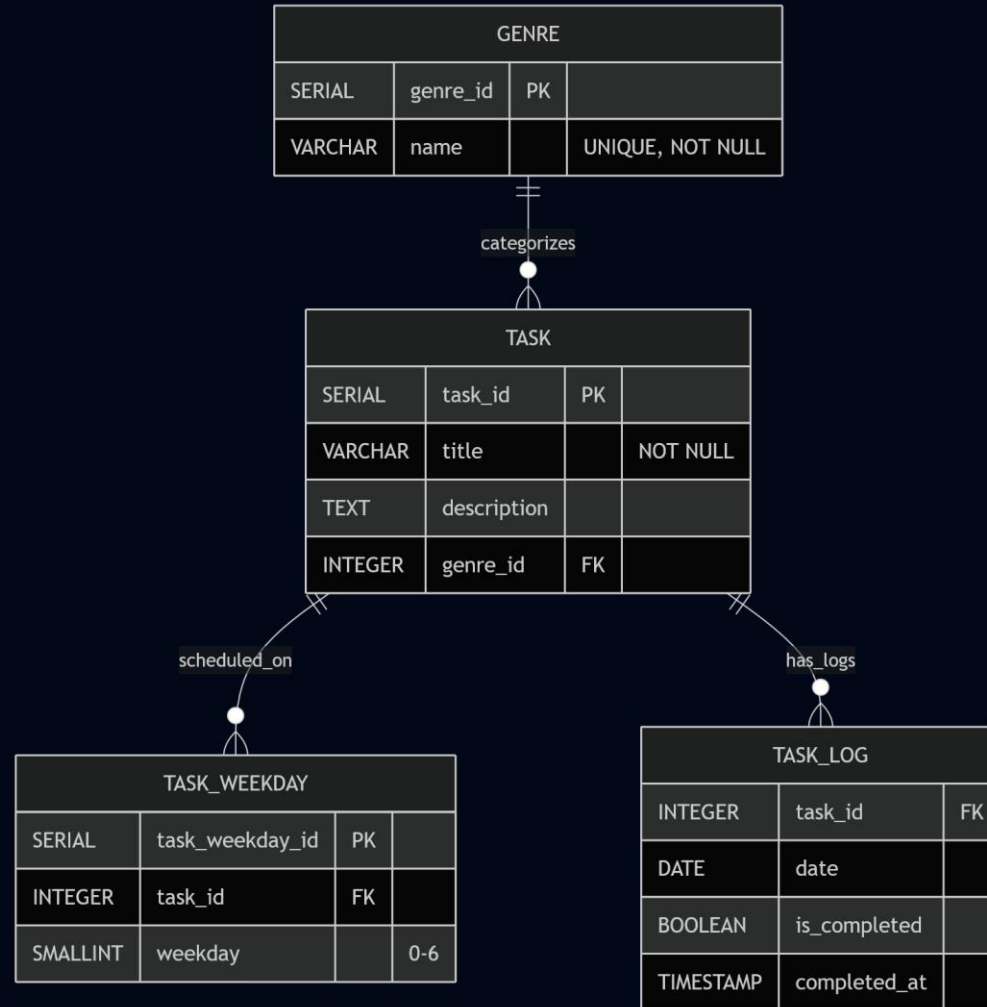 GENRE
SERIAL genre_id PK
VARCHAR name UNIQUE, NOT NULL
categorizes
TASK
SERIAL task_id PK
VARCHAR title NOT NULL
TEXT description
INTEGER genre_id FK
scheduled_on has_logs
TASK_WEEKDAY
SERIAL task_weekday_id PK
INTEGER task_id FK
SMALLINT weekday 0-6
TASK_LOG
INTEGER task_id FK
DATE date
BOOLEAN is_completed
TIMESTAMP completed_at